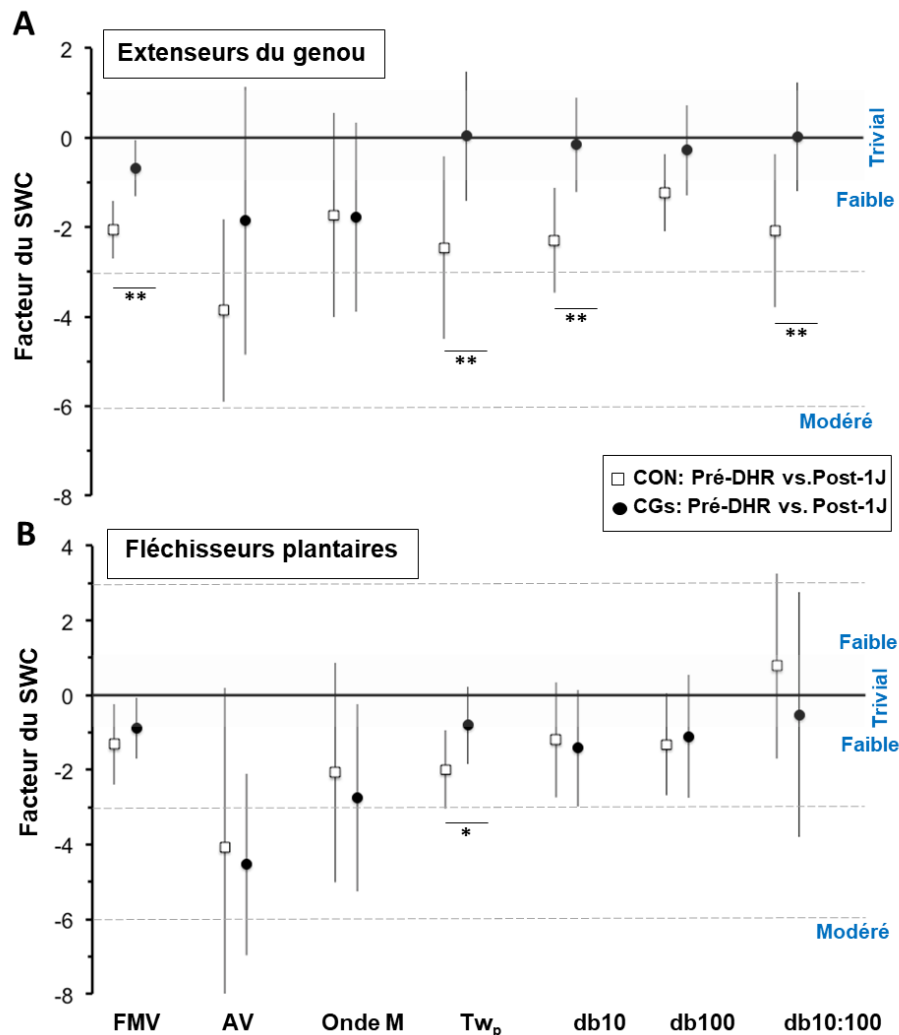 A
Extenseurs du genou
2
0
-2
-4
-6
-8
Facteur du SWC
Trivial
Faible
Modéré
**
**
**
**
CON: Pré-DHR vs.Post-1J
CGs: Pré-DHR vs. Post-1J
B
Fléchisseurs plantaires
4
2
0
-2
-4
-6
-8
Facteur du SWC
Faible
Trivial
Faible
Modéré
*
FMV AV Onde M Twp db10 db100 db10:100